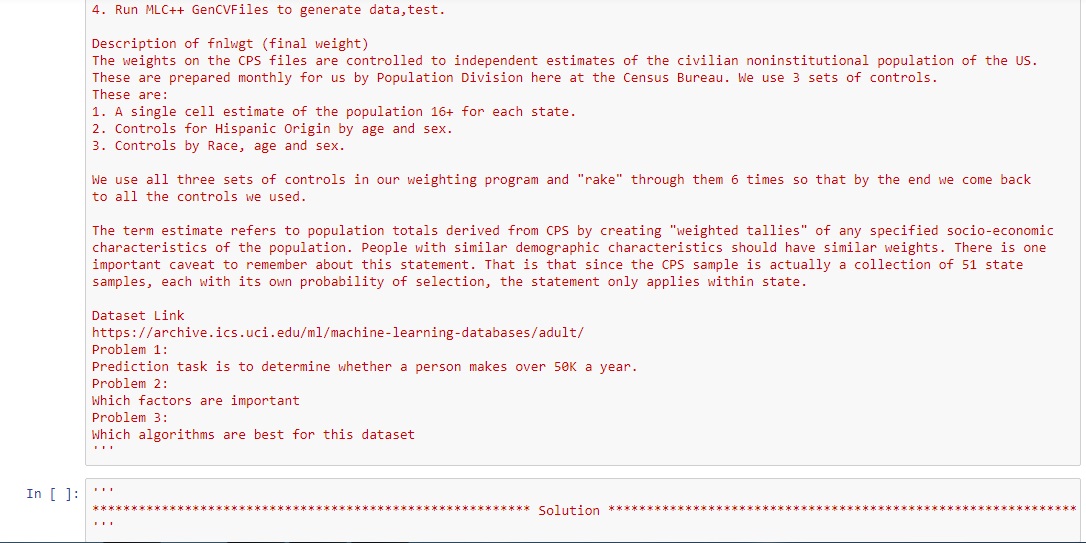 4. Run MLC++ GenCVFiles to generate data,test.
Description of fnlwgt (final weight)
The weights on the CPS files are controlled to independent estimates of the civilian noninstitutional population of the US.
These are prepared monthly for us by Population Division here at the Census Bureau. We use 3 sets of controls.
These are:
1. A single cell estimate of the population 16+ for each state.
2. Controls for Hispanic Origin by age and sex.
3. Controls by Race, age and sex.
We use all three sets of controls in our weighting program and "rake" through them 6 times so that by the end we come back
to all the controls we used.
The term estimate refers to population totals derived from CPS by creating "weighted tallies" of any specified socio-economic
characteristics of the population. People with similar demographic characteristics should have similar weights. There is one
important caveat to remember about this statement. That is that since the CPS sample is actually a collection of 51 state
samples, each with its own probability of selection, the statement only applies within state.
Dataset Link
https://archive.ics.uci.edu/ml/machine-learning-databases/adult/
Problem 1:
Prediction task is to determine whether a person makes over 50K a year.
Problem 2:
Which factors are important
Problem 3:
Which algorithms are best for this dataset
'''
In [ ]: '''
********************************************************* Solution *************************************************************
'''